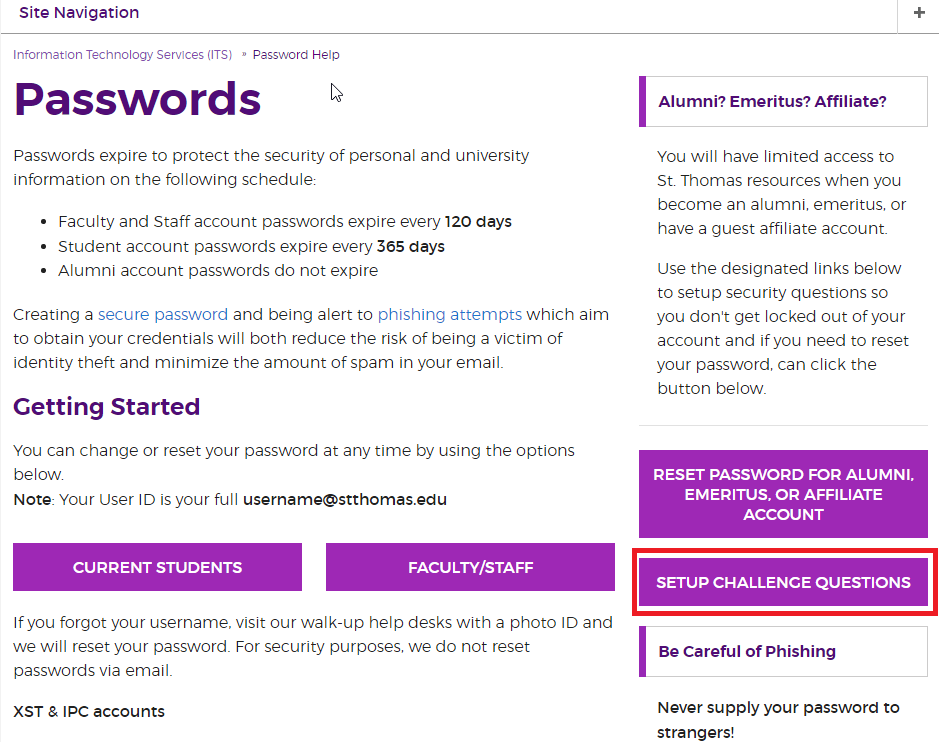 Site Navigation
+
Information Technology Services (ITS) » Password Help
Passwords
Passwords expire to protect the security of personal and university
information on the following schedule:
• Faculty and Staff account passwords expire every 120 days
• Student account passwords expire every 365 days
• Alumni account passwords do not expire
Creating a secure password and being alert to phishing attempts which aim
to obtain your credentials will both reduce the risk of being a victim of
identity theft and minimize the amount of spam in your email.
Getting Started
You can change or reset your password at any time by using the options
below.
Note: Your User ID is your full username@stthomas.edu
CURRENT STUDENTS
FACULTY/STAFF
If you forgot your username, visit our walk-up help desks with a photo ID and
we will reset your password. For security purposes, we do not reset
passwords via email.
XST & IPC accounts
Alumni? Emeritus? Affiliate?
You will have limited access to
St. Thomas resources when you
become an alumni, emeritus, or
have a guest affiliate account.
Use the designated links below
to setup security questions so
you don't get locked out of your
account and if you need to reset
your password, can click the
button below.
RESET PASSWORD FOR ALUMNI,
EMERITUS, OR AFFILIATE
ACCOUNT
SETUP CHALLENGE QUESTIONS
Be Careful of Phishing
Never supply your password to
strangers!